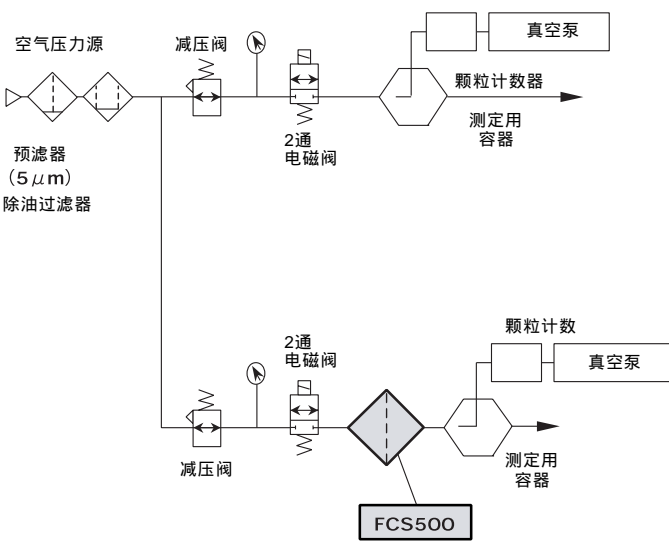 空气压力源
减压阀
真空泵
颗粒计数器
测定用
容器
2通
电磁阀
预滤器
（5μm）
除油过滤器
2通
电磁阀
颗粒计数
真空泵
减压阀
测定用
容器
FCS500